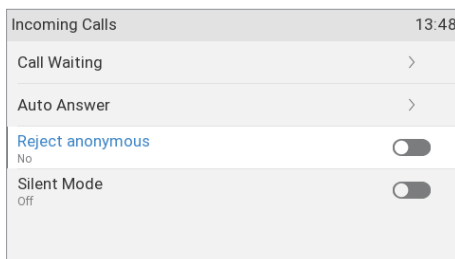 Incoming Calls 13:48
Call Waiting
Auto Answer
Reject anonymous
No
Silent Mode
Off